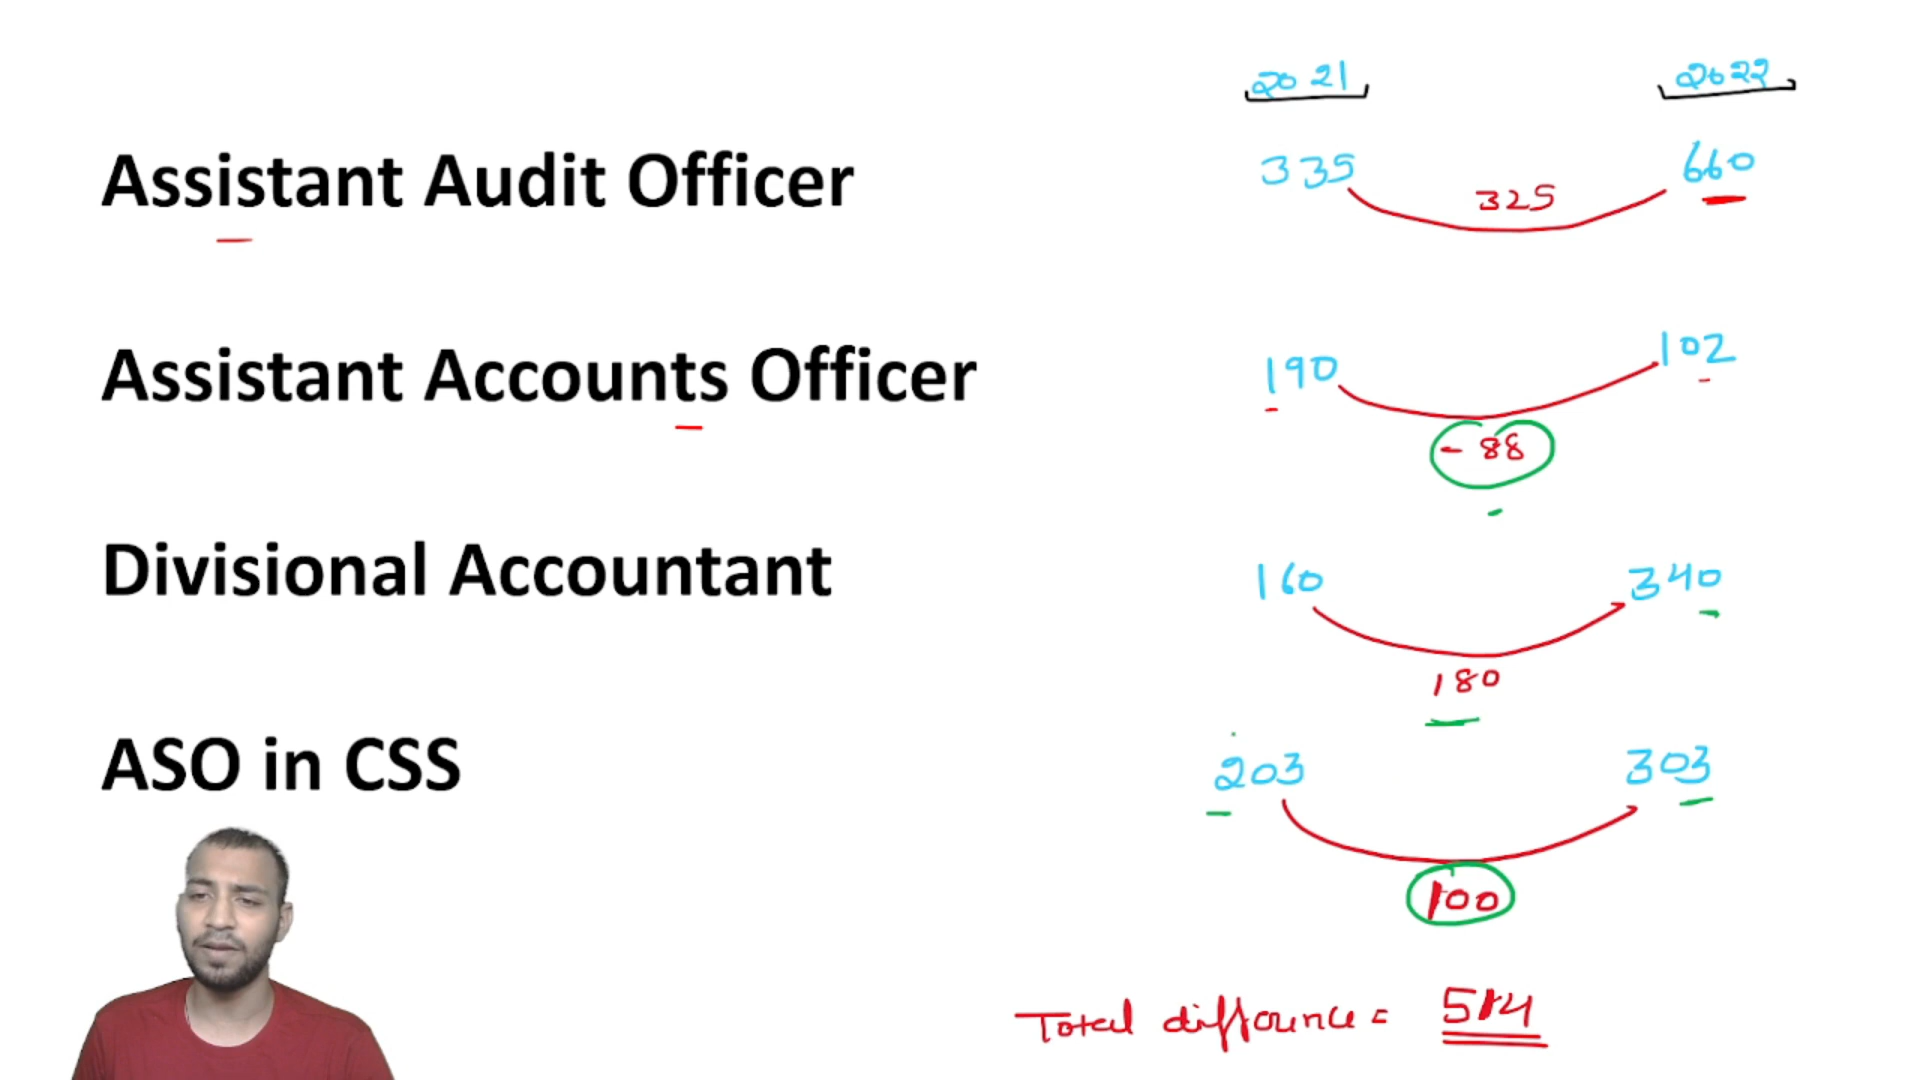 2021 2022
Assistant Audit Officer 335 660
325
Assistant Accounts Officer 190 102
- 88
Divisional Accountant 160 340
180
ASO in CSS 203 303
100
Total difference = 514